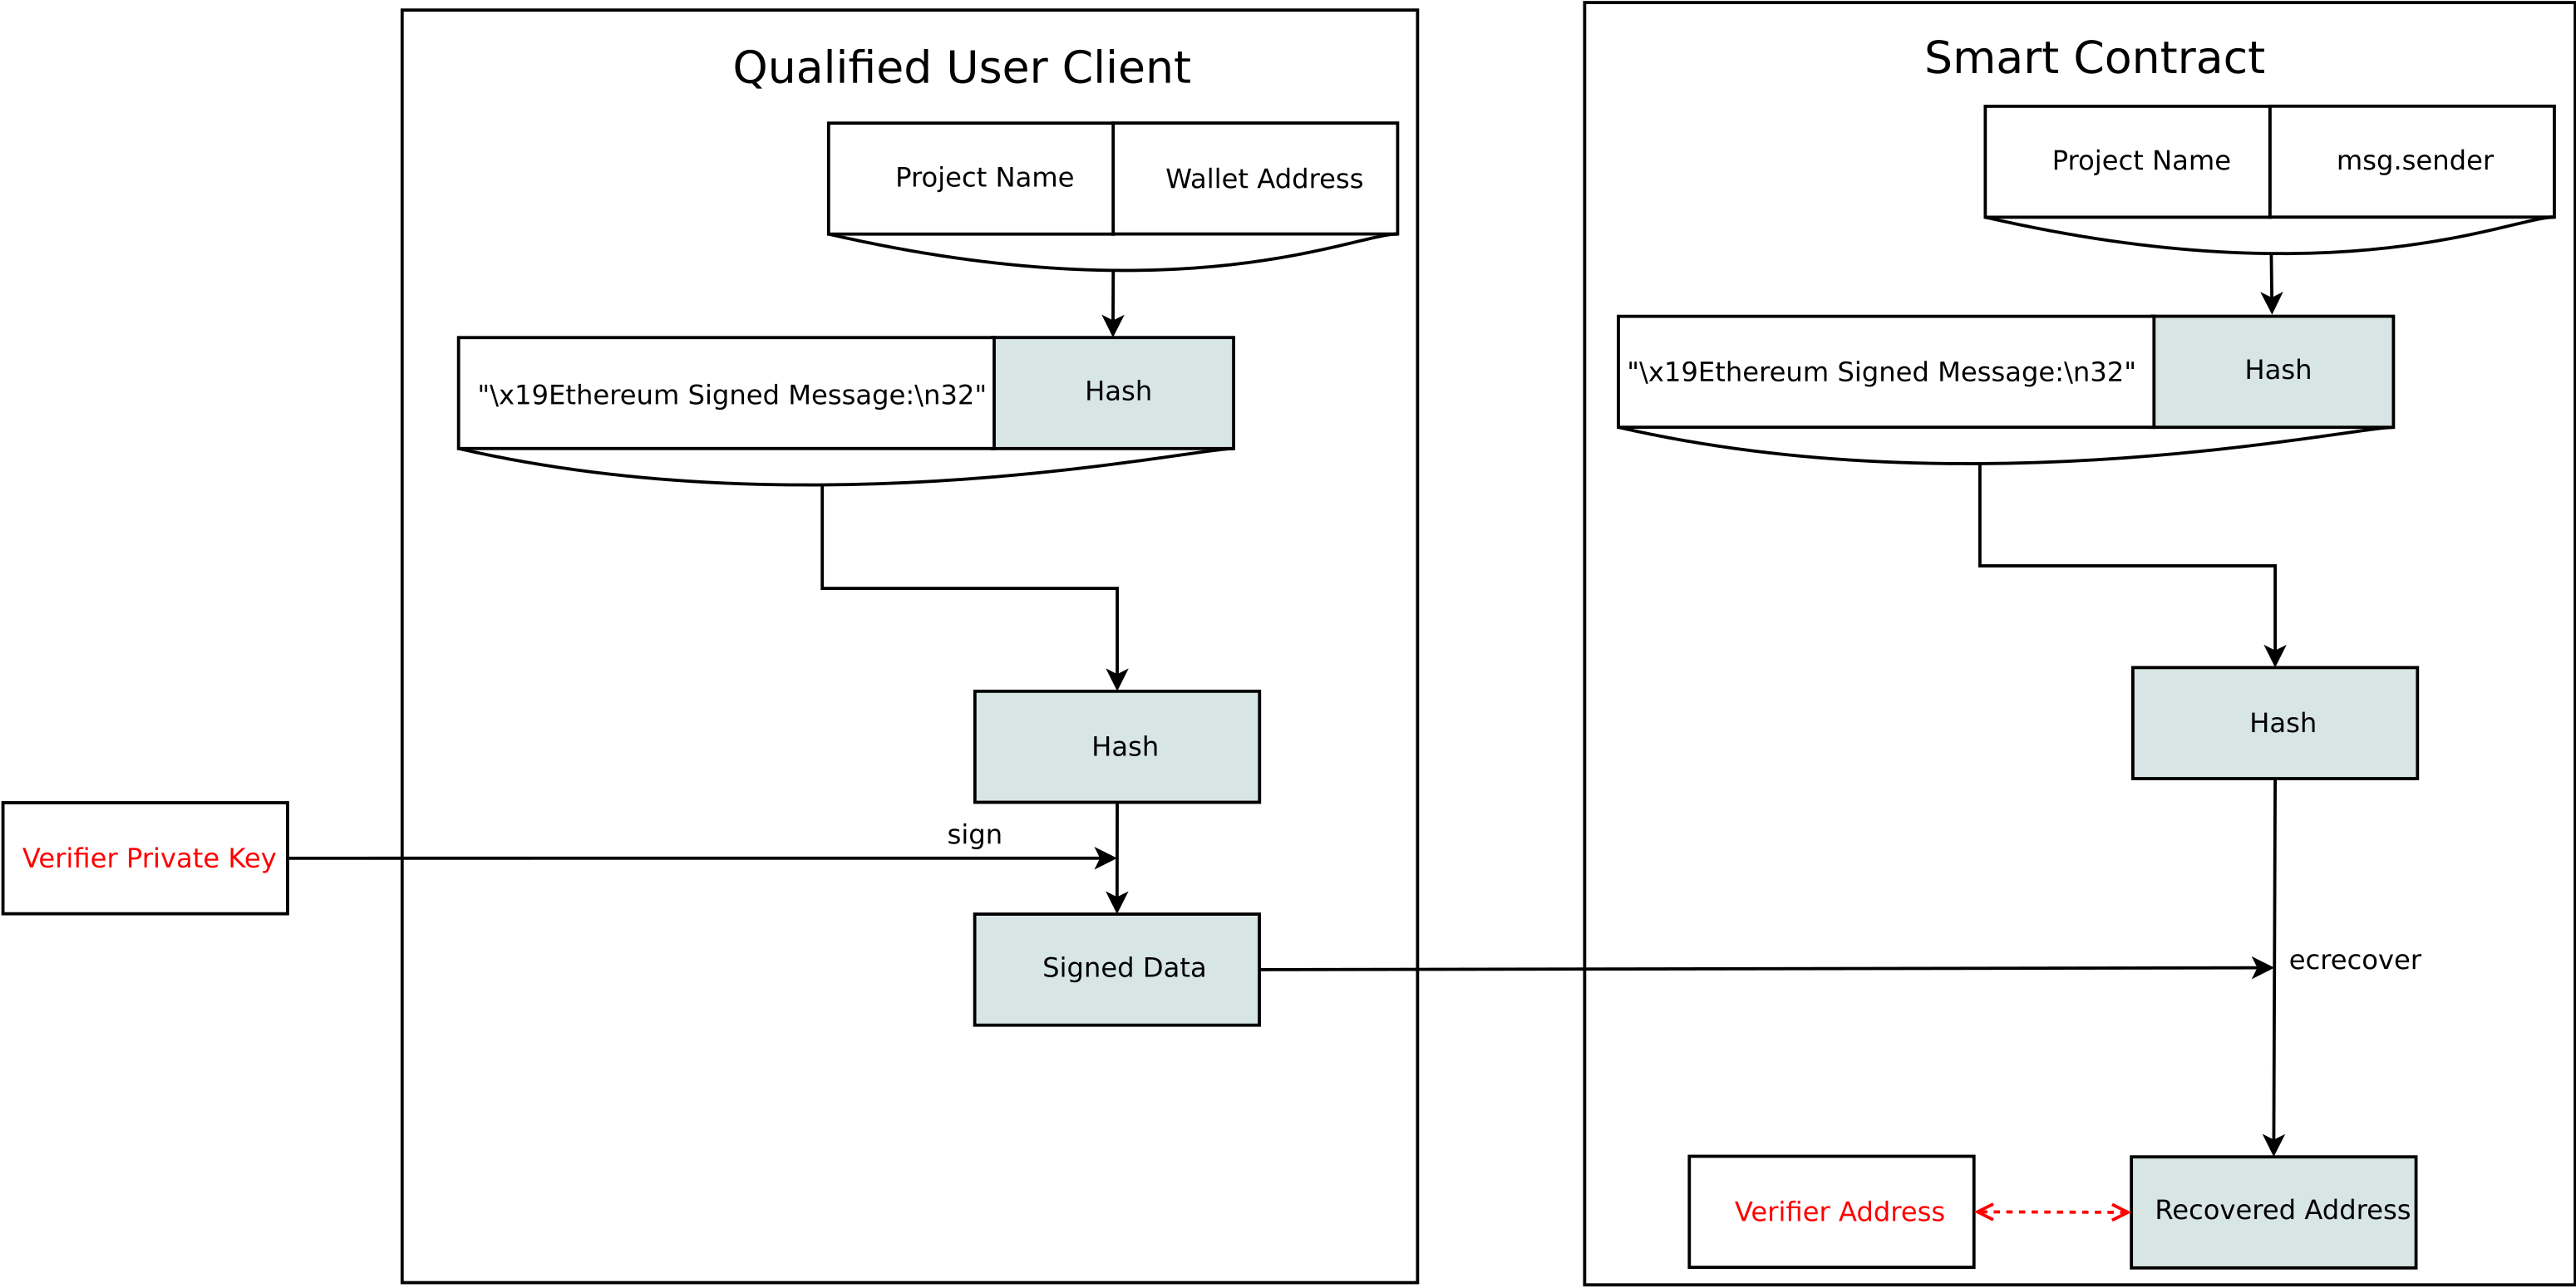 Qualified User Client
Project Name
Wallet Address
"\x19Ethereum Signed Message:\n32"
Hash
Hash
Verifier Private Key
sign
Signed Data
Smart Contract
Project Name
msg.sender
"\x19Ethereum Signed Message:\n32"
Hash
Hash
ecrecover
Verifier Address
Recovered Address